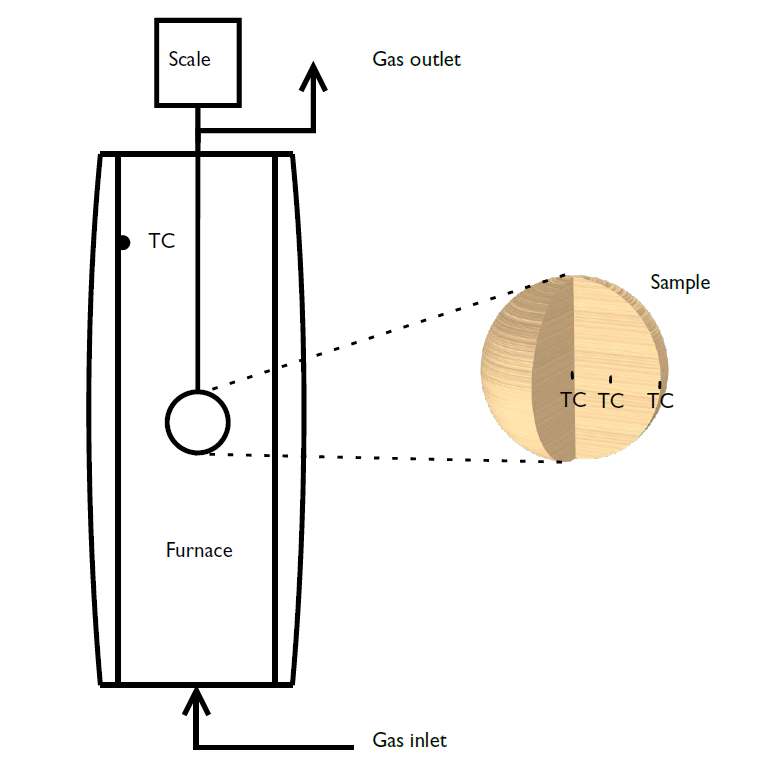 Scale
Gas outlet
TC
Sample
TC TC TC
Furnace
Gas inlet